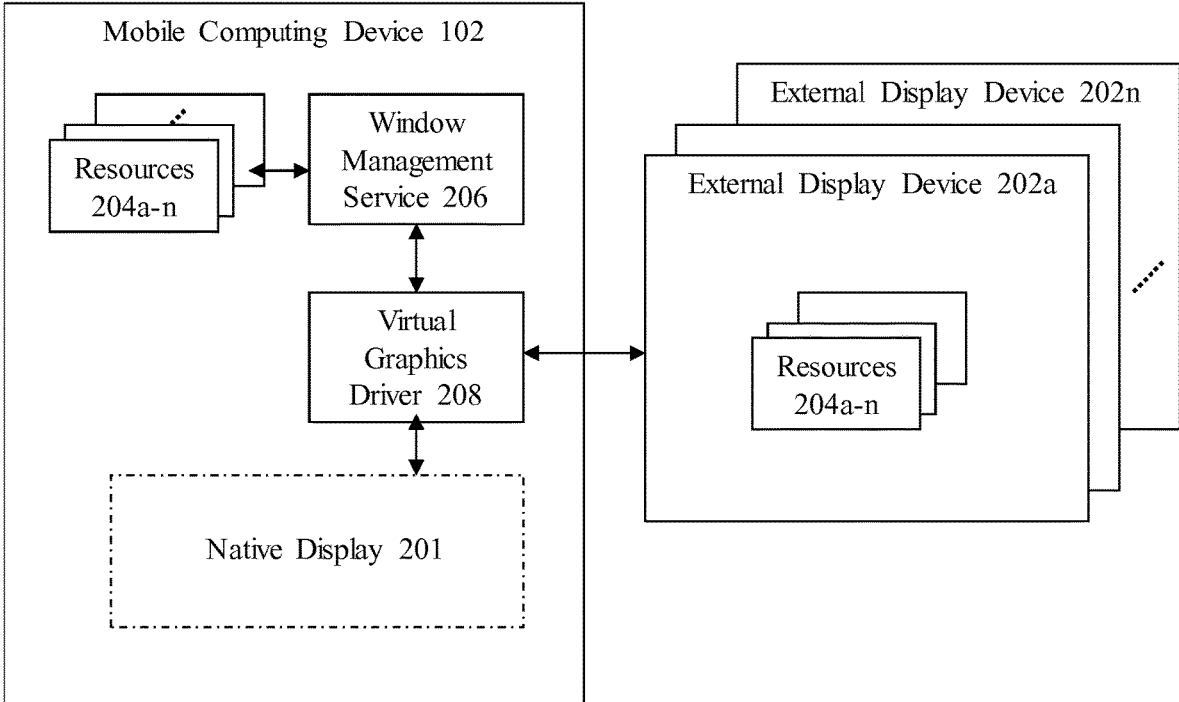 Mobile Computing Device 102
Resources
204a-n
Window
Management
Service 206
Virtual
Graphics
Driver 208
Native Display 201
External Display Device 202n
External Display Device 202a
Resources
204a-n